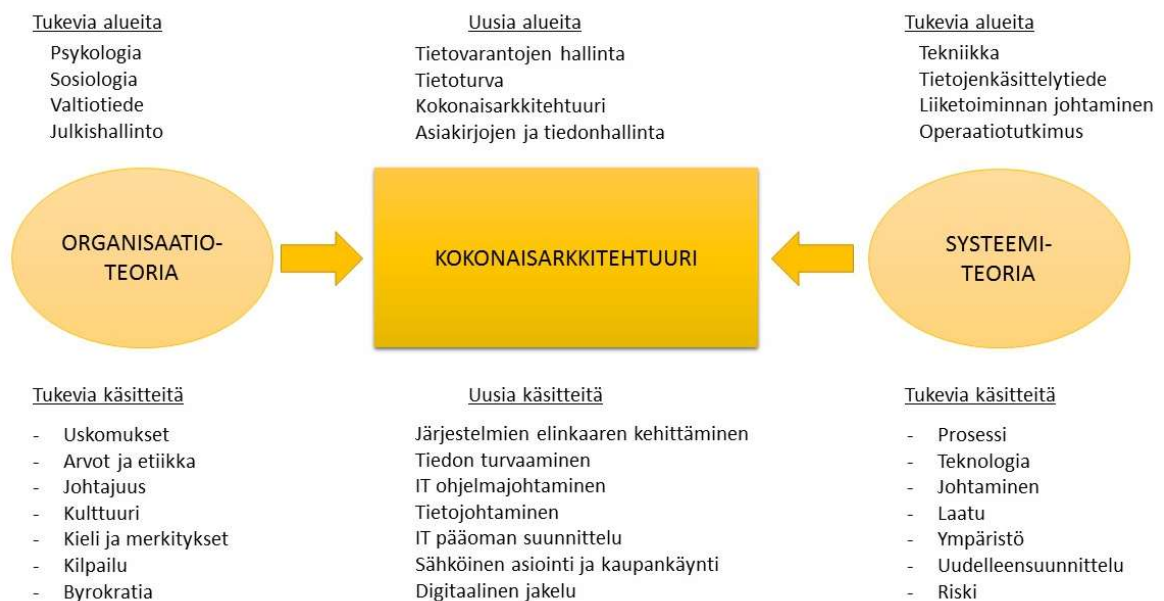 Tukevia alueita
Psykologia
Sosiologia
Valtiotiede
Julkishallinto
Uusia alueita
Tietovarantojen hallinta
Tietoturva
Kokonaisarkkitehtuuri
Asiakirjojen ja tiedonhallinta
Tukevia alueita
Tekniikka
Tietojenkäsittelytiede
Liiketoiminnan johtaminen
Operaatiotutkimus
ORGANISAATIO-
TEORIA
KOKONAISARKKITEHTUURI
SYSTEEMI-
TEORIA
Tukevia käsitteitä
- Uskomukset
- Arvot ja etiikka
- Johtajuus
- Kulttuuri
- Kieli ja merkitykset
- Kilpailu
- Byrokratia
Uusia käsitteitä
Järjestelmien elinkaaren kehittäminen
Tiedon turvaaminen
IT ohjelmajohtaminen
Tietojohtaminen
IT pääoman suunnittelu
Sähköinen asiointi ja kaupankäynti
Digitaalinen jakelu
Tukevia käsitteitä
- Prosessi
- Teknologia
- Johtaminen
- Laatu
- Ympäristö
- Uudelleensuunnittelu
- Riski